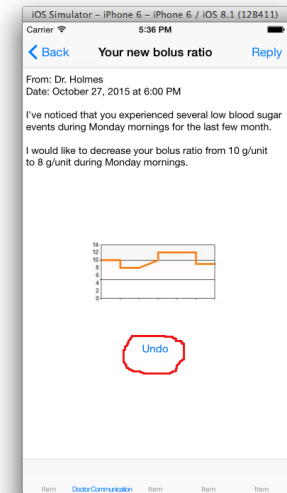 iOS Simulator - iPhone 6 - iPhone 6 / iOS 8.1 (12B411)
Carrier 5:36 PM
Back Your new bolus ratio Reply
From: Dr. Holmes
Date: October 27, 2015 at 6:00 PM
I've noticed that you experienced several low blood sugar
events during Monday mornings for the last few month.
I would like to decrease your bolus ratio from 10 g/unit
to 8 g/unit during Monday mornings.
14
12
10
8
6
4
2
0
Undo
Item Doctor Communication Item Item Item